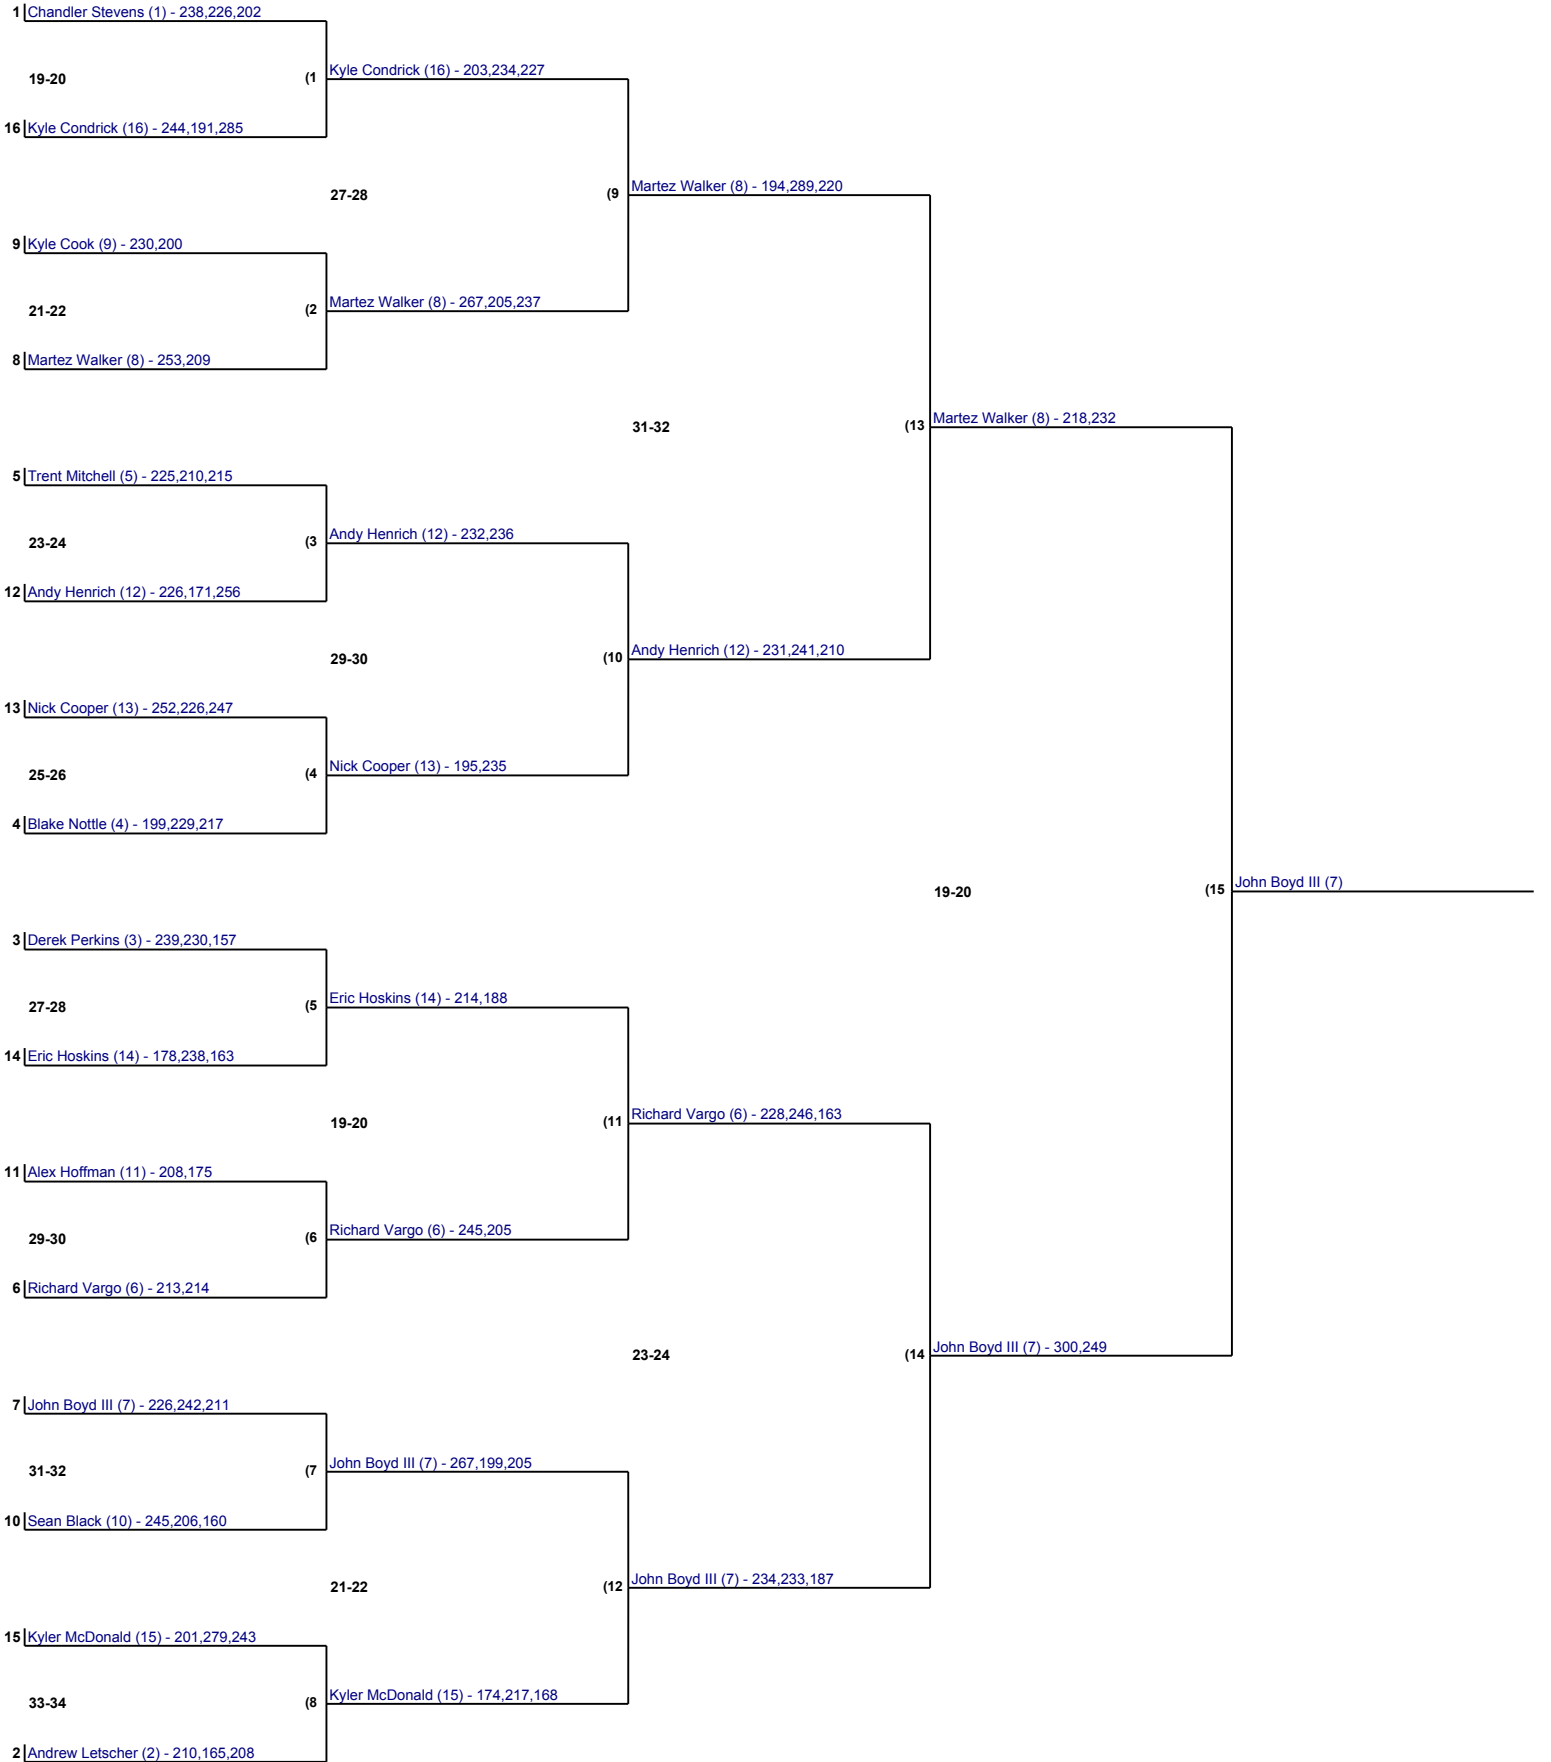 1 Chandler Stevens (1) - 238,226,202
19-20 (1 Kyle Condrick (16) - 203,234,227
16 Kyle Condrick (16) - 244,191,285
27-28 (9 Martez Walker (8) - 194,289,220
9 Kyle Cook (9) - 230,200
21-22 (2 Martez Walker (8) - 267,205,237
8 Martez Walker (8) - 253,209
31-32 (13 Martez Walker (8) - 218,232
5 Trent Mitchell (5) - 225,210,215
23-24 (3 Andy Henrich (12) - 232,236
12 Andy Henrich (12) - 226,171,256
29-30 (10 Andy Henrich (12) - 231,241,210
13 Nick Cooper (13) - 252,226,247
25-26 (4 Nick Cooper (13) - 195,235
4 Blake Nottle (4) - 199,229,217
19-20 (15 John Boyd III (7)
3 Derek Perkins (3) - 239,230,157
27-28 (5 Eric Hoskins (14) - 214,188
14 Eric Hoskins (14) - 178,238,163
19-20 (11 Richard Vargo (6) - 228,246,163
11 Alex Hoffman (11) - 208,175
29-30 (6 Richard Vargo (6) - 245,205
6 Richard Vargo (6) - 213,214
23-24 (14 John Boyd III (7) - 300,249
7 John Boyd III (7) - 226,242,211
31-32 (7 John Boyd III (7) - 267,199,205
10 Sean Black (10) - 245,206,160
21-22 (12 John Boyd III (7) - 234,233,187
15 Kyler McDonald (15) - 201,279,243
33-34 (8 Kyler McDonald (15) - 174,217,168
2 Andrew Letscher (2) - 210,165,208